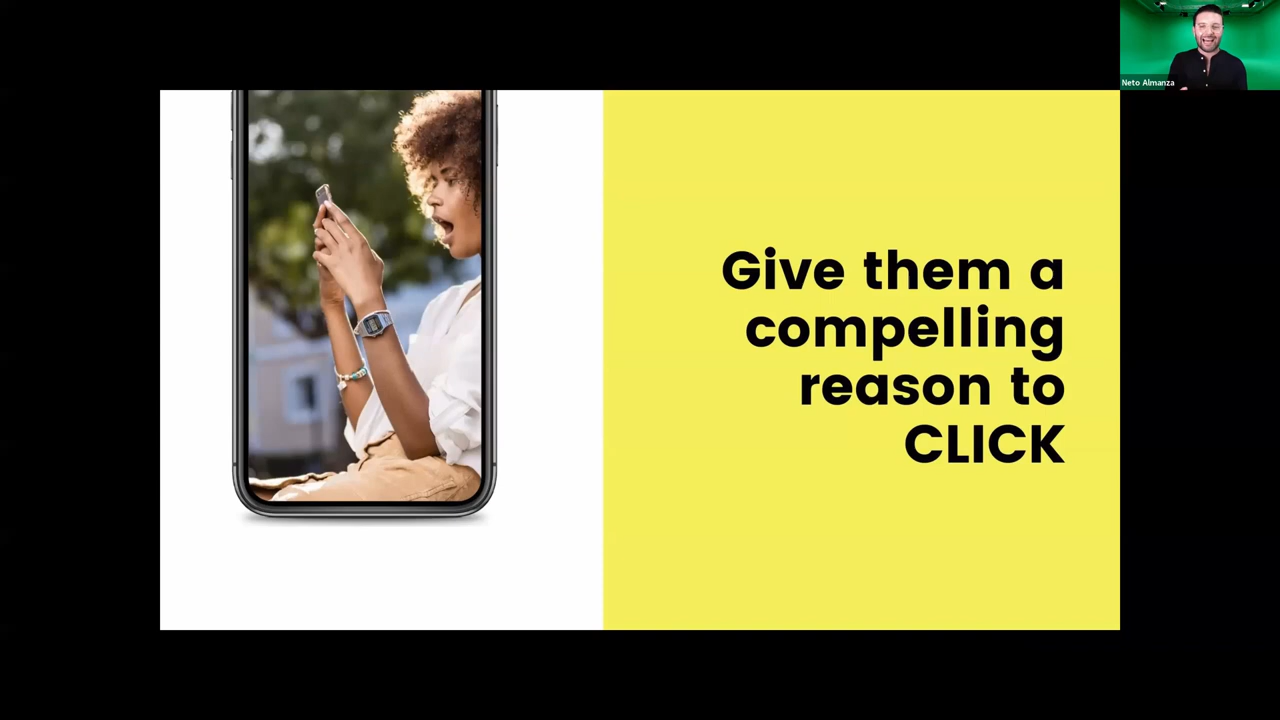 Neto Almanza
Give them a
compelling
reason to
CLICK